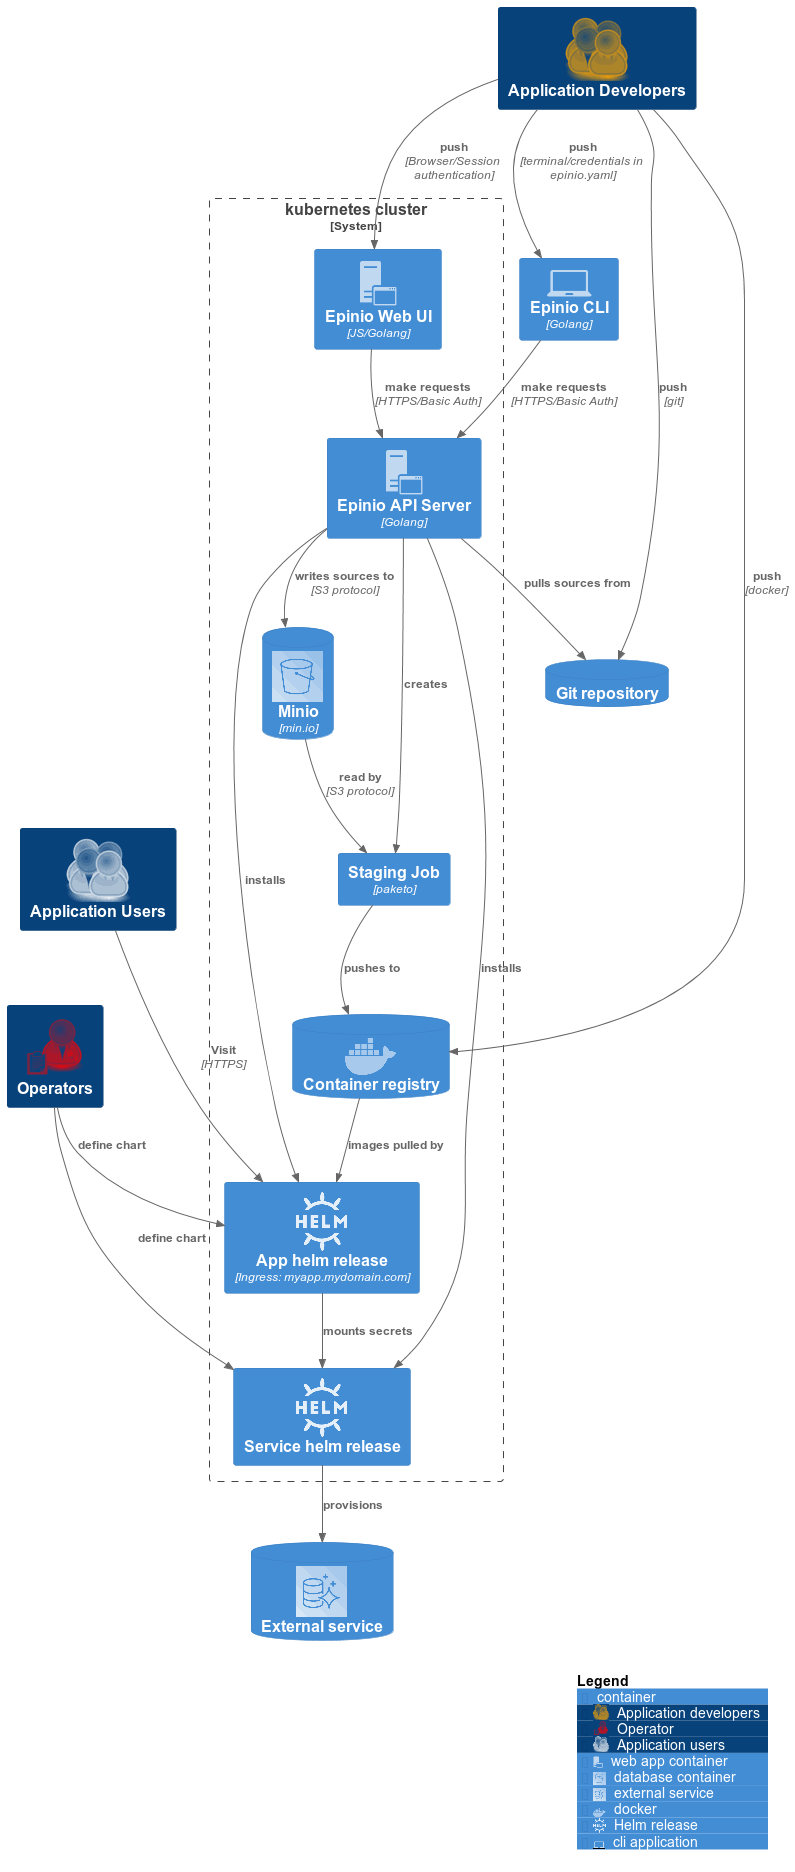 Application Developers
push
[Browser/Session
authentication]
push
[terminal/credentials in
epinio.yaml]
kubernetes cluster
[System]
Epinio Web UI
[JS/Golang]
Epinio CLI
[Golang]
make requests
[HTTPS/Basic Auth]
make requests
[HTTPS/Basic Auth]
push
[git]
Epinio API Server
[Golang]
writes sources to
[S3 protocol]
pulls sources from
push
[docker]
Minio
[min.io]
creates
Git repository
read by
[S3 protocol]
Staging Job
[paketo]
installs
Application Users
pushes to
installs
Visit
[HTTPS]
Container registry
Operators
define chart
images pulled by
define chart
HELM
App helm release
[Ingress: myapp.mydomain.com]
mounts secrets
HELM
Service helm release
provisions
External service
Legend
container
Application developers
Operator
Application users
web app container
database container
external service
docker
HELM Helm release
cli application